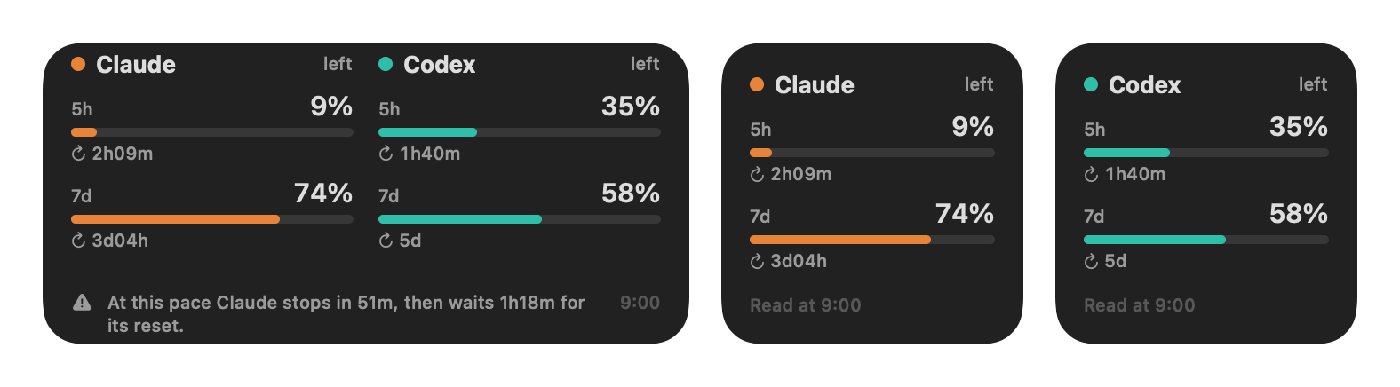 Claude left
5h 9%
2h09m
7d 74%
3d04h
Codex left
5h 35%
1h40m
7d 58%
5d
At this pace Claude stops in 51m, then waits 1h18m for
its reset.
9:00
Claude left
5h 9%
2h09m
7d 74%
3d04h
Read at 9:00
Codex left
5h 35%
1h40m
7d 58%
5d
Read at 9:00